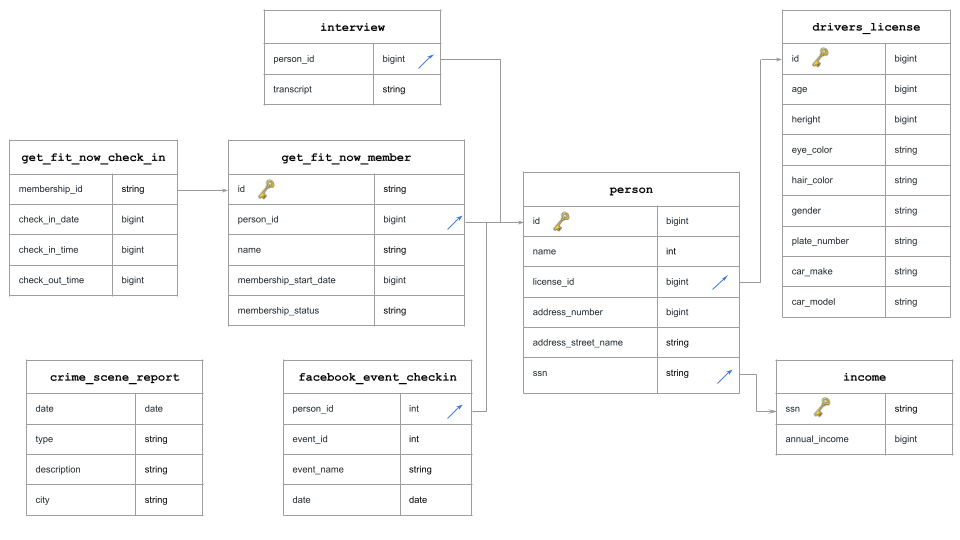 interview
person_id bigint
transcript string
drivers_license
id bigint
age bigint
heright bigint
eye_color string
hair_color string
gender string
plate_number string
car_make string
car_model string
get_fit_now_check_in
membership_id string
check_in_date bigint
check_in_time bigint
check_out_time bigint
get_fit_now_member
id string
person_id bigint
name string
membership_start_date bigint
membership_status string
person
id bigint
name int
license_id bigint
address_number bigint
address_street_name string
ssn string
crime_scene_report
date date
type string
description string
city string
facebook_event_checkin
person_id int
event_id int
event_name string
date date
income
ssn string
annual_income bigint